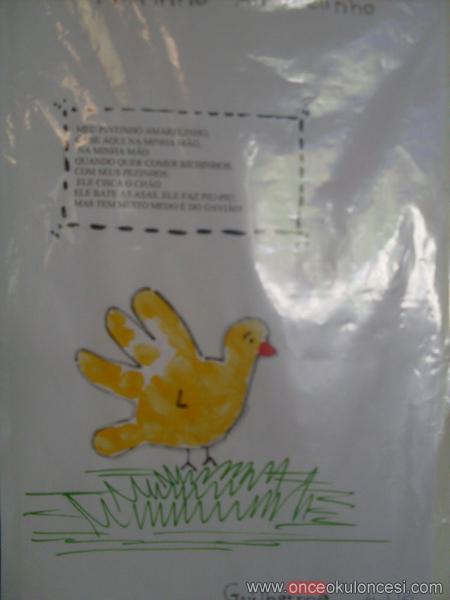 MEU PINTINHO AMARELINHO,
CABE AQUI NA MINHA MÃO,
NA MINHA MÃO.
QUANDO QUER COMER BICHINHOS,
COM SEUS PEZINHOS,
ELE CISCA O CHÃO
ELE BATE AS ASAS, ELE FAZ PIU-PIU,
MAS TEM MUITO MEDO É DO GAVIÃO
L
www.onceokuloncesi.com